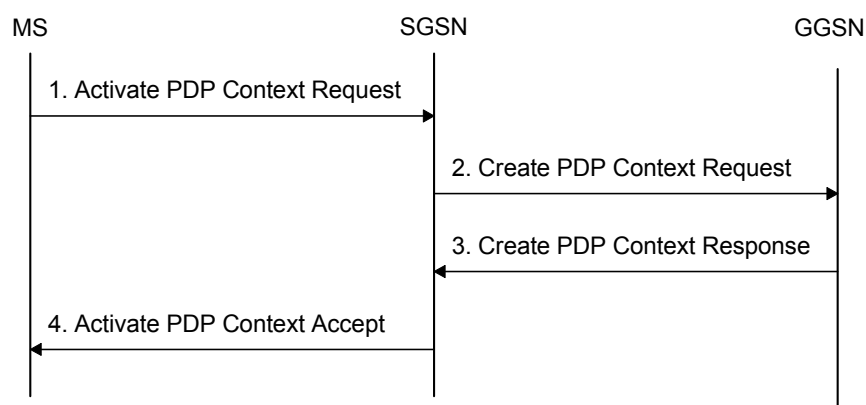 MS
SGSN
GGSN
1. Activate PDP Context Request
2. Create PDP Context Request
3. Create PDP Context Response
4. Activate PDP Context Accept